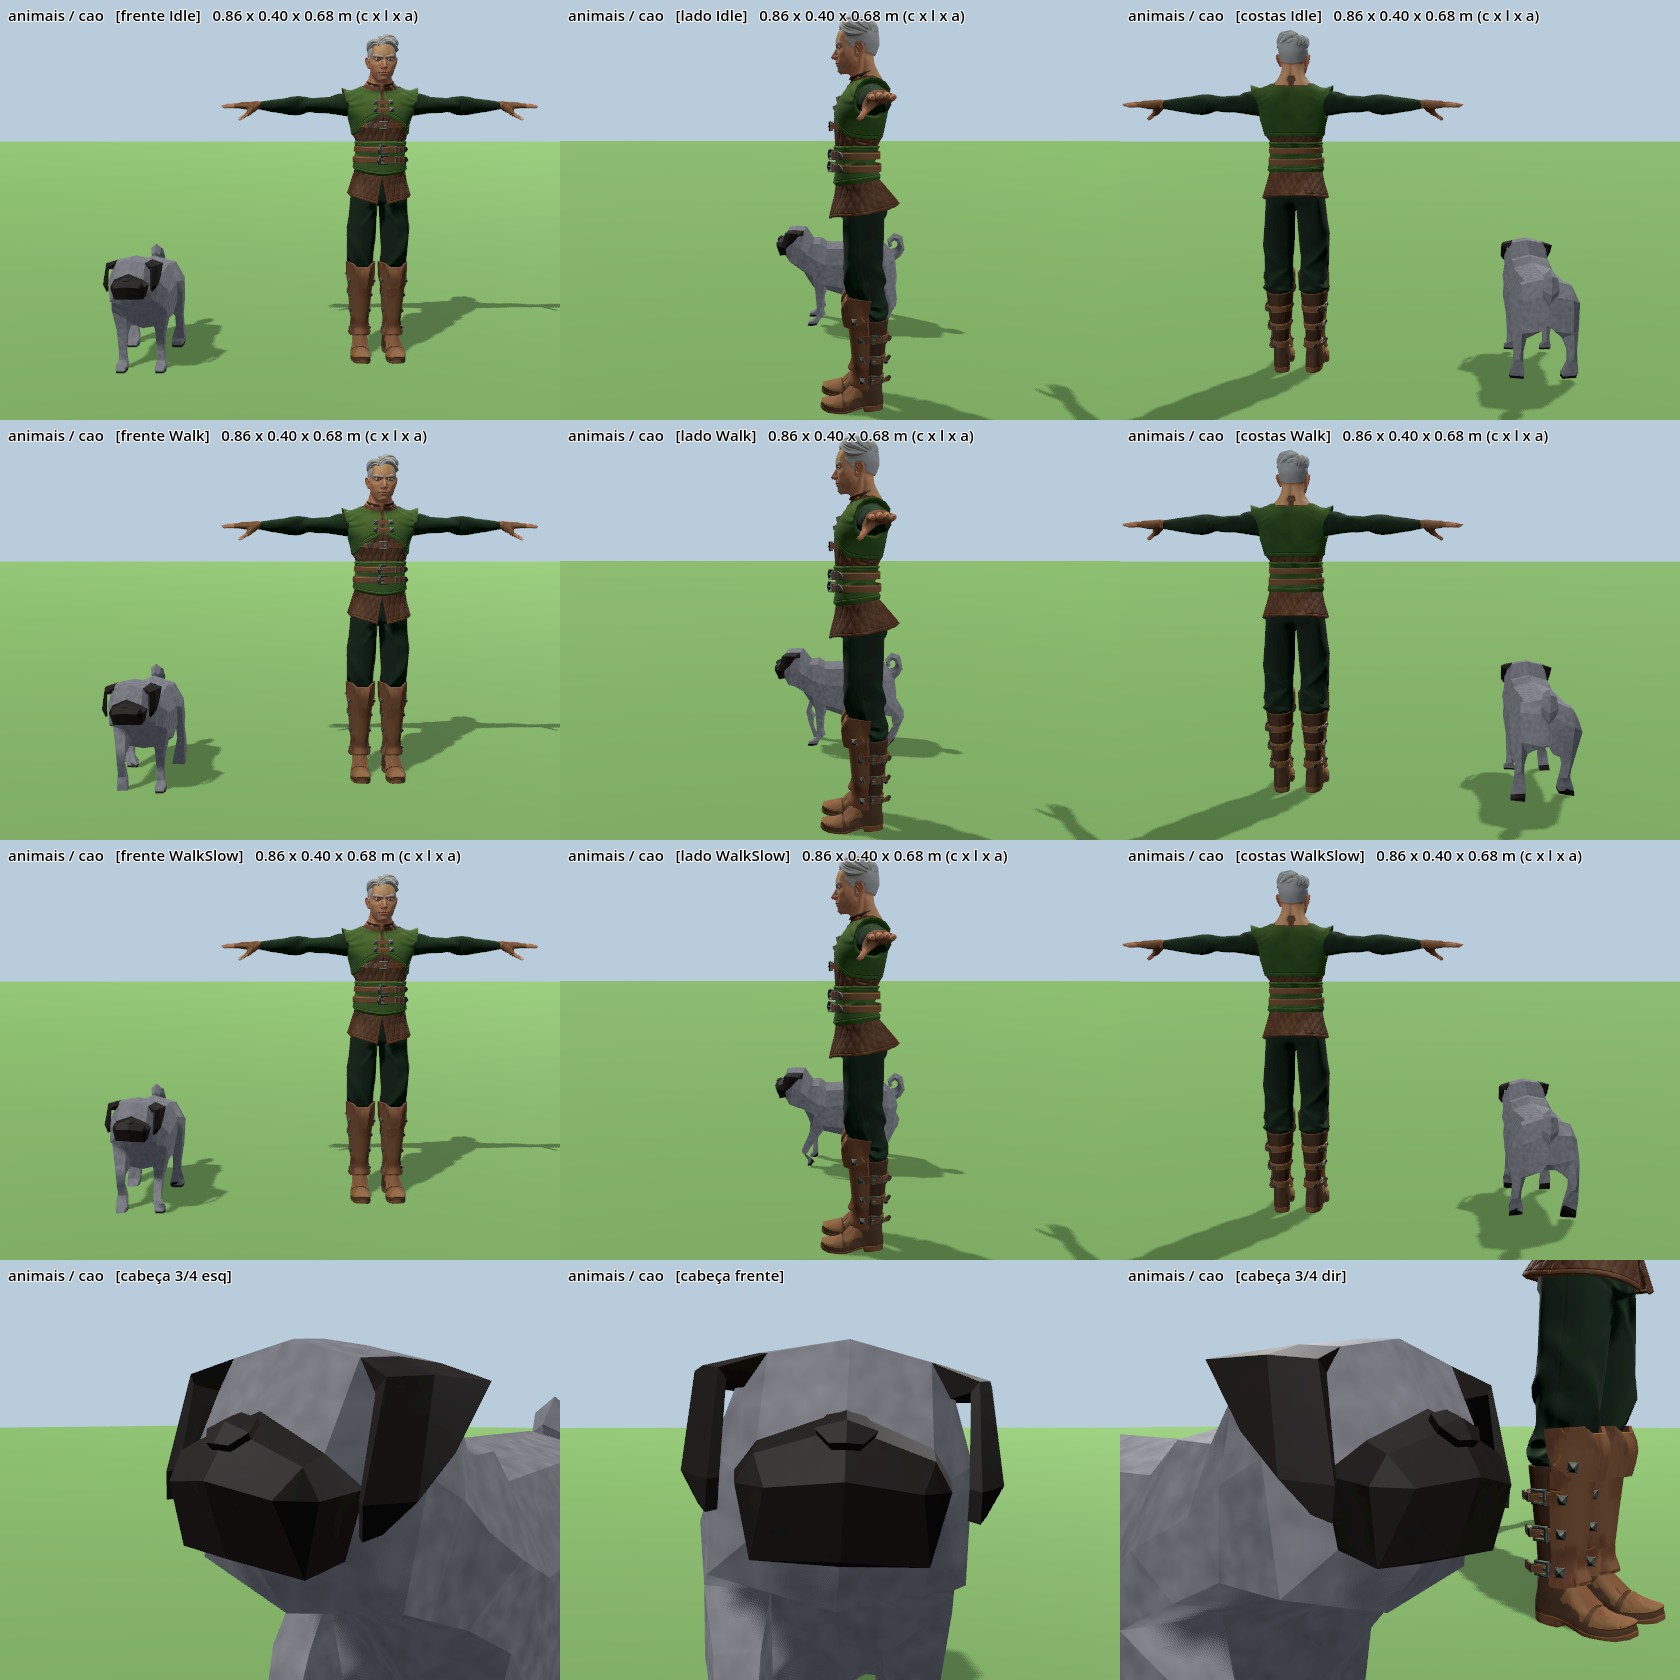 animais / cao [frente Idle] 0.86 x 0.40 x 0.68 m (c x l x a)
animais / cao [lado Idle] 0.86 x 0.40 x 0.68 m (c x l x a)
animais / cao [costas Idle] 0.86 x 0.40 x 0.68 m (c x l x a)
animais / cao [frente Walk] 0.86 x 0.40 x 0.68 m (c x l x a)
animais / cao [lado Walk] 0.86 x 0.40 x 0.68 m (c x l x a)
animais / cao [costas Walk] 0.86 x 0.40 x 0.68 m (c x l x a)
animais / cao [frente WalkSlow] 0.86 x 0.40 x 0.68 m (c x l x a)
animais / cao [lado WalkSlow] 0.86 x 0.40 x 0.68 m (c x l x a)
animais / cao [costas WalkSlow] 0.86 x 0.40 x 0.68 m (c x l x a)
animais / cao [cabeça 3/4 esq]
animais / cao [cabeça frente]
animais / cao [cabeça 3/4 dir]